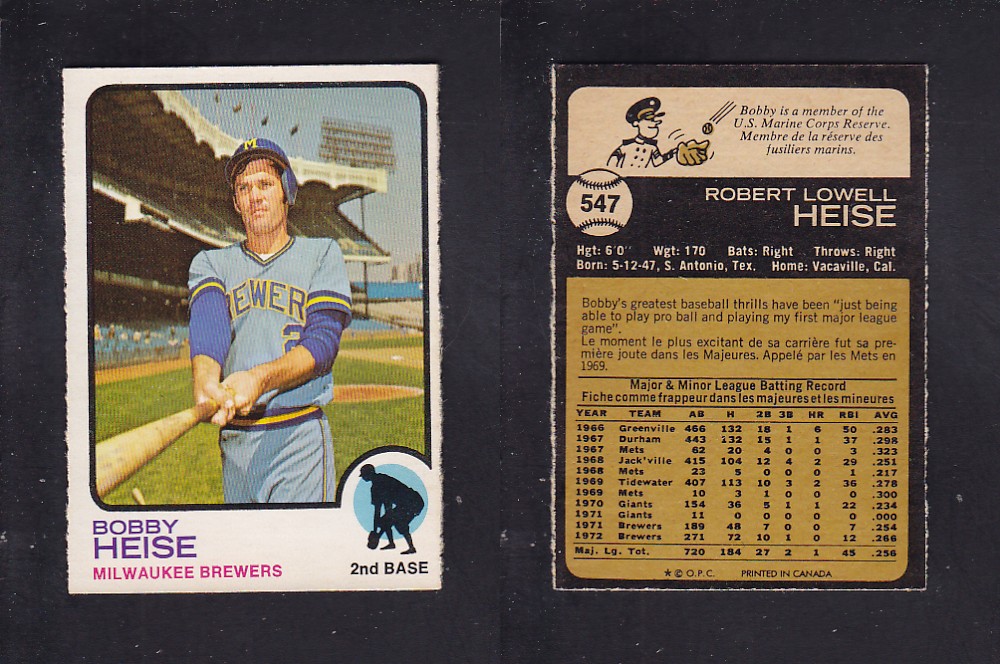 M
EWER
2
BOBBY
HEISE
MILWAUKEE BREWERS
2nd BASE
Bobby is a member of the
U.S. Marine Corps Reserve.
Membre de la réserve des
fusiliers marins.
547
ROBERT LOWELL
HEISE
Hgt: 6'0" Wgt: 170 Bats: Right Throws: Right
Born: 5-12-47, S. Antonio, Tex. Home: Vacaville, Cal.
Bobby's greatest baseball thrills have been "just being
able to play pro ball and playing my first major league
game".
Le moment le plus excitant de sa carrière fut sa pre-
mière joute dans les Majeures. Appelé par les Mets en
1969.
Major & Minor League Batting Record
Fiche comme frappeur dans les majeures et les mineures
YEAR TEAM AB H 2B 3B HR RBI AVG
1966 Greenville 466 132 18 1 6 50 .283
1967 Durham 443 132 15 1 1 37 .298
1967 Mets 62 20 4 0 0 3 .323
1968 Jack'ville 415 104 12 4 2 29 .251
1968 Mets 23 5 0 0 0 1 .217
1969 Tidewater 407 113 10 3 2 36 .278
1969 Mets 10 3 1 0 0 0 .300
1970 Giants 154 36 5 1 1 22 .234
1971 Giants 11 0 0 0 0 0 .000
1971 Brewers 189 48 7 0 0 7 .254
1972 Brewers 271 72 10 1 0 12 .266
Maj. Lg. Tot. 720 184 27 2 1 45 .256
★ © O.P.C. PRINTED IN CANADA